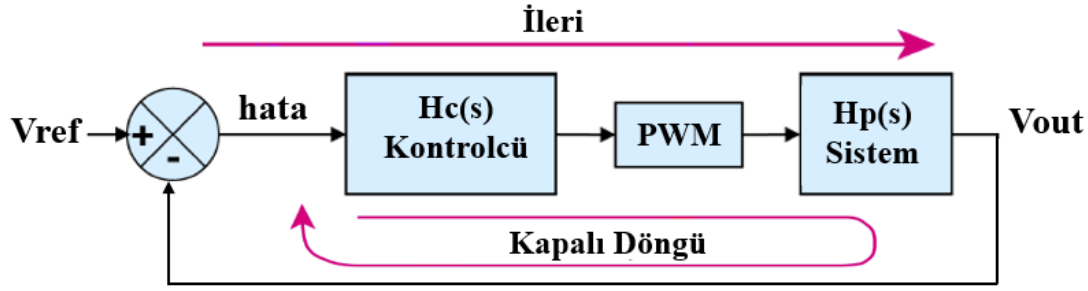 İleri
Vref
+
-
hata
Hc(s)
Kontrolcü
PWM
Hp(s)
Sistem
Vout
Kapalı Döngü